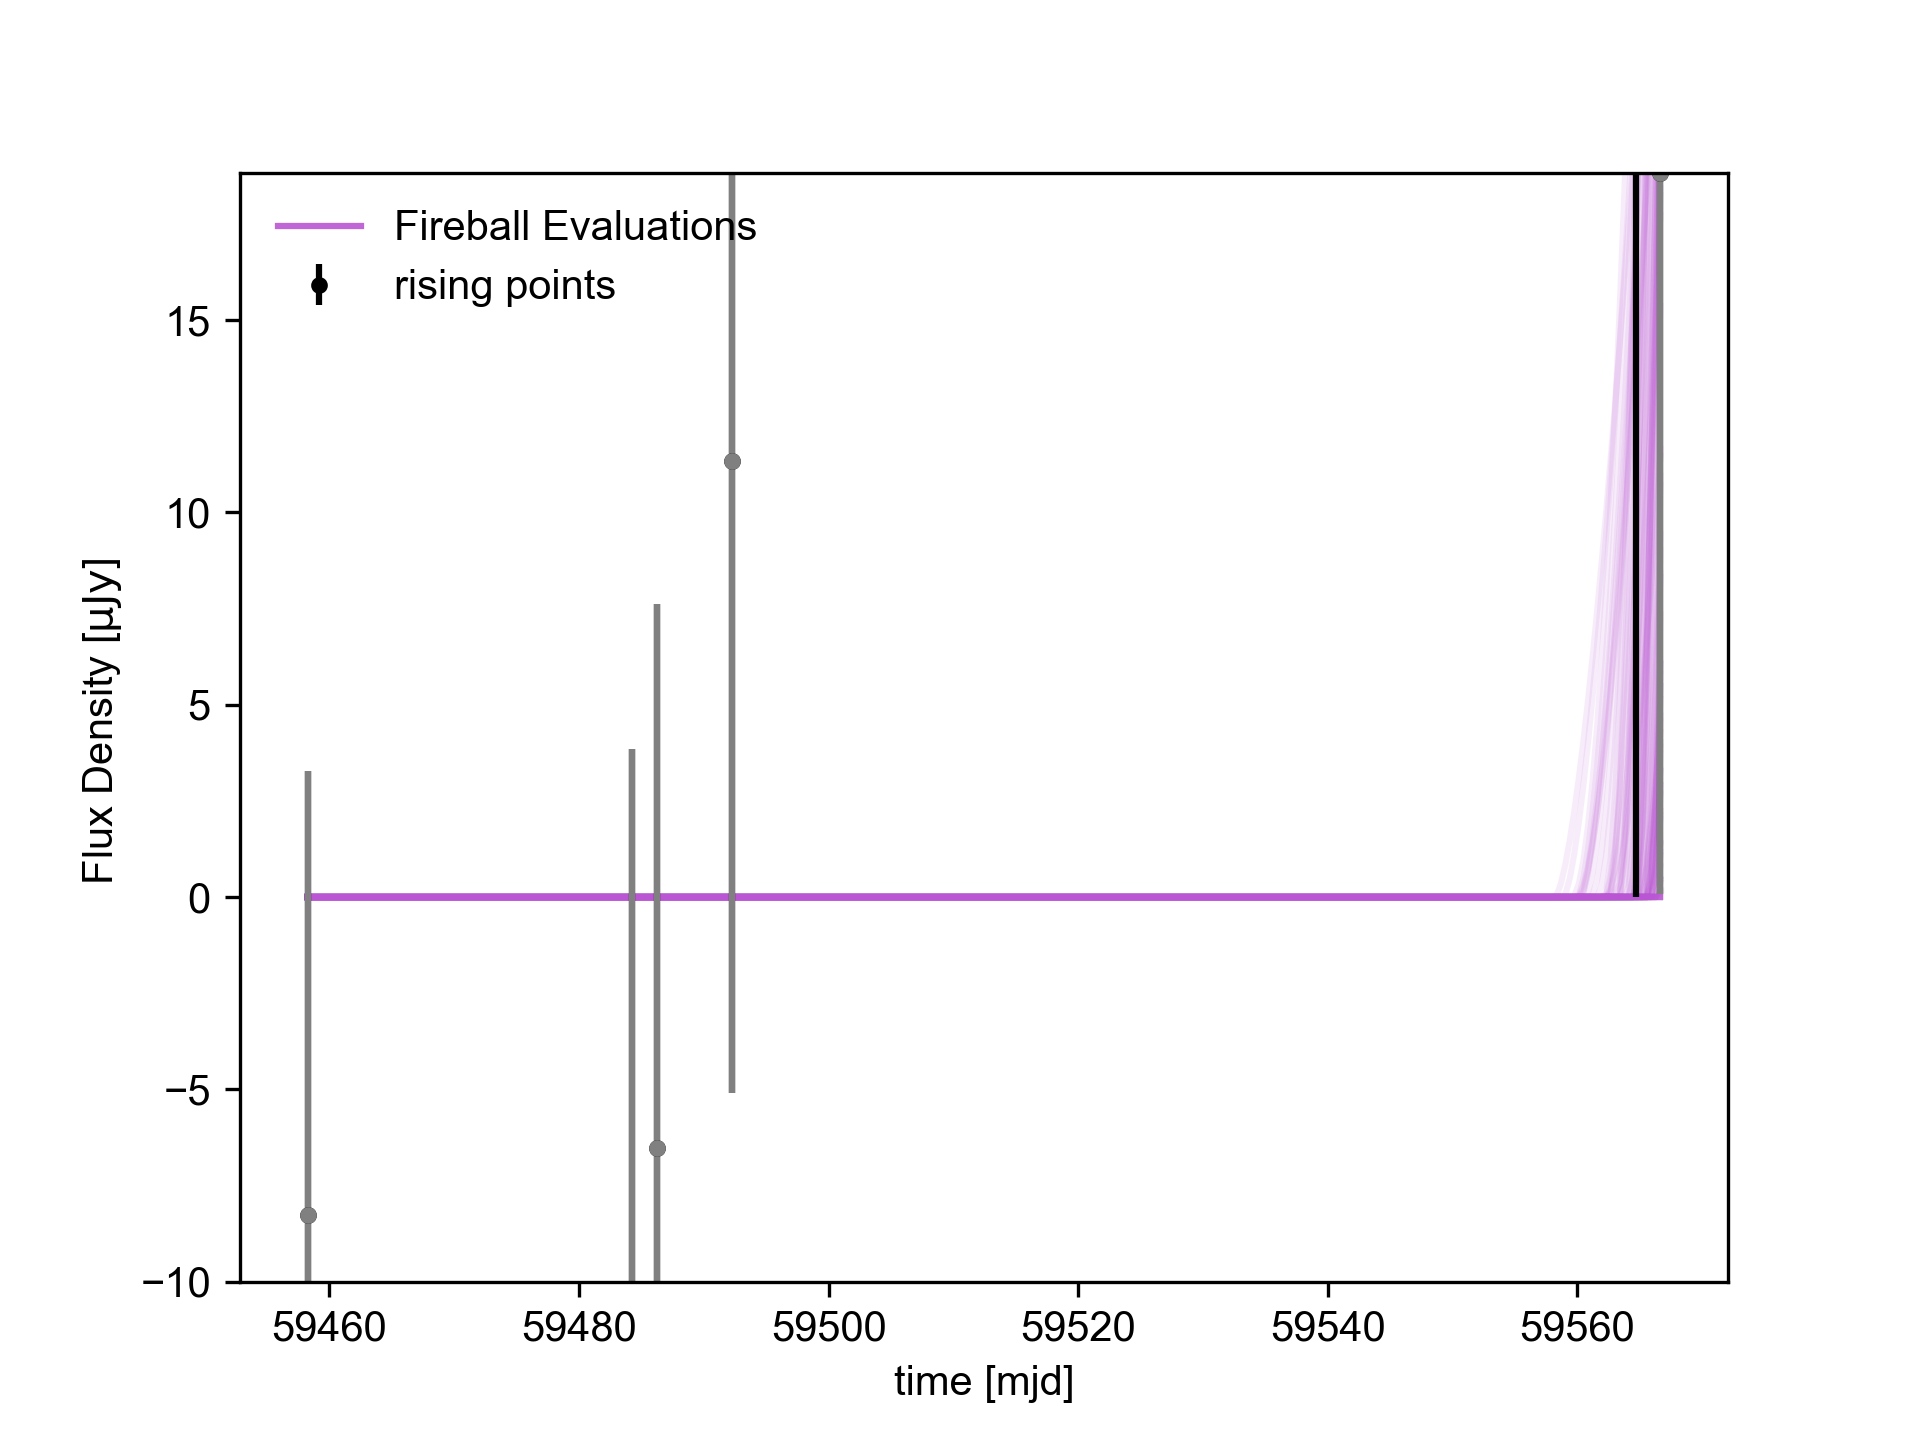 Fireball Evaluations
rising points
15
10
5
0
−5
−10
Flux Density [µJy]
59460 59480 59500 59520 59540 59560
time [mjd]